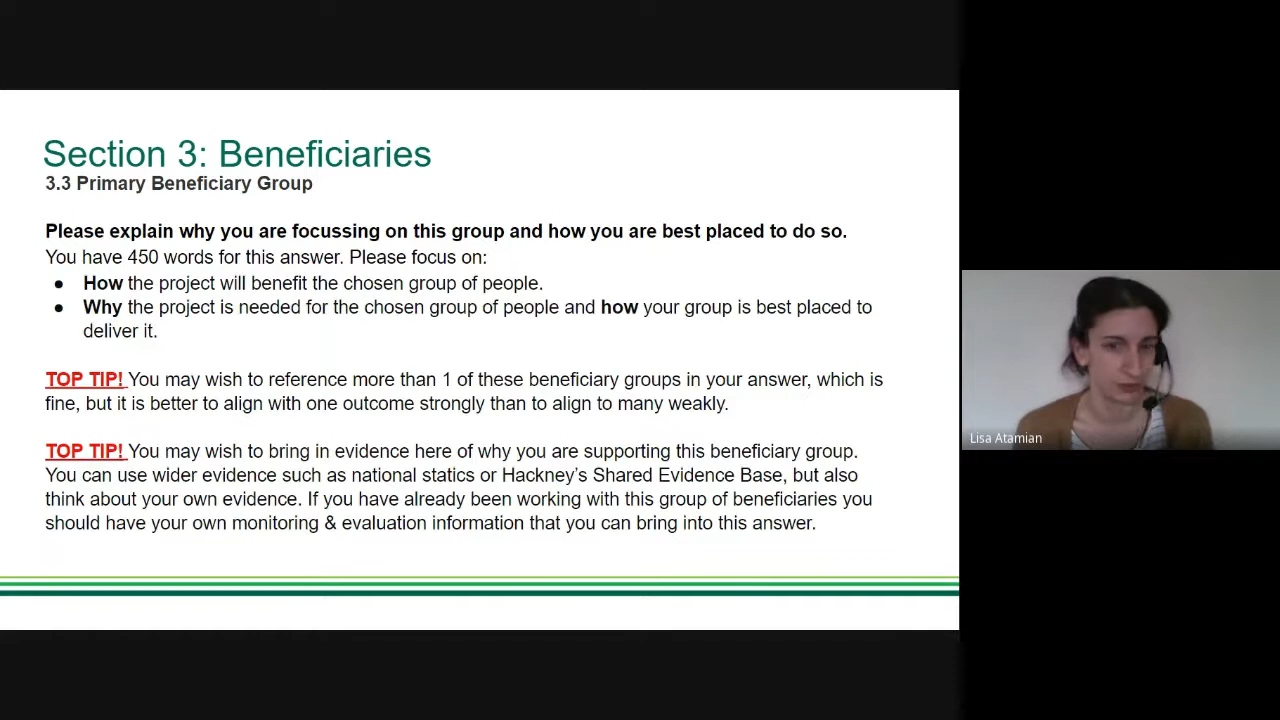 Section 3: Beneficiaries
3.3 Primary Beneficiary Group
Please explain why you are focussing on this group and how you are best placed to do so.
You have 450 words for this answer. Please focus on:
● How the project will benefit the chosen group of people.
● Why the project is needed for the chosen group of people and how your group is best placed to
deliver it.
TOP TIP! You may wish to reference more than 1 of these beneficiary groups in your answer, which is
fine, but it is better to align with one outcome strongly than to align to many weakly.
TOP TIP! You may wish to bring in evidence here of why you are supporting this beneficiary group.
You can use wider evidence such as national statics or Hackney's Shared Evidence Base, but also
think about your own evidence. If you have already been working with this group of beneficiaries you
should have your own monitoring & evaluation information that you can bring into this answer.
Lisa Atamian